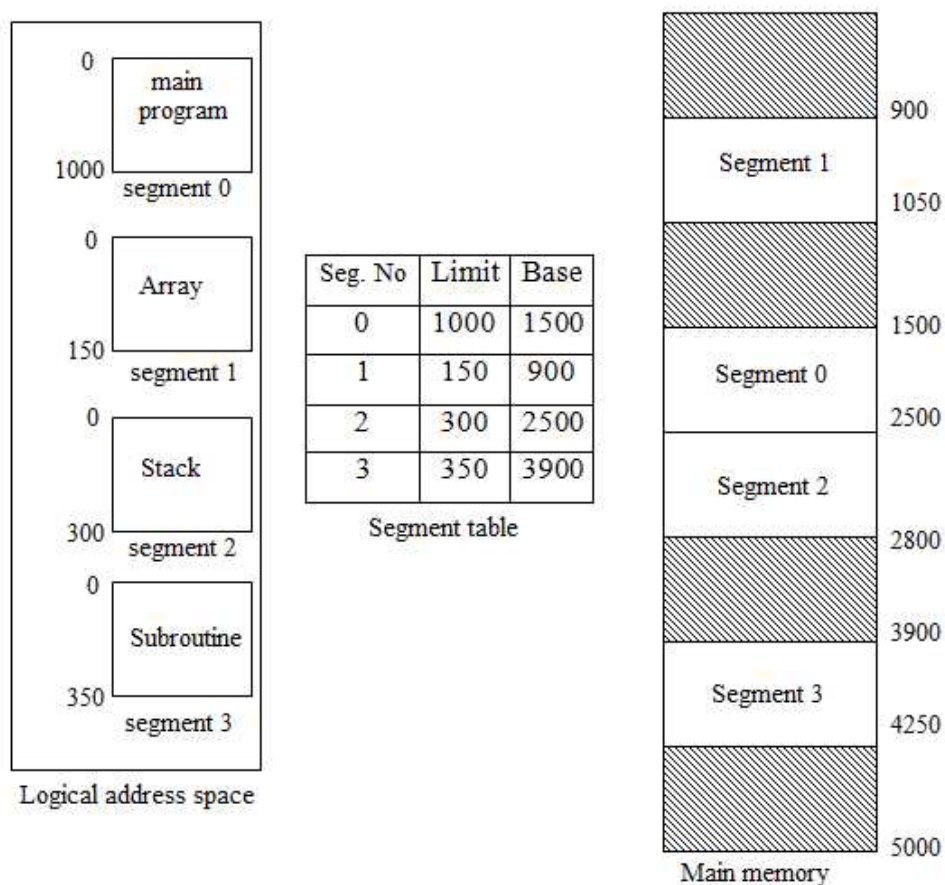 0
main
program
1000
segment 0
0
Array
150
segment 1
0
Stack
300
segment 2
0
Subroutine
350
segment 3
Logical address space
Seg. No Limit Base
0 1000 1500
1 150 900
2 300 2500
3 350 3900
Segment table
900
Segment 1
1050
1500
Segment 0
2500
Segment 2
2800
3900
Segment 3
4250
5000
Main memory